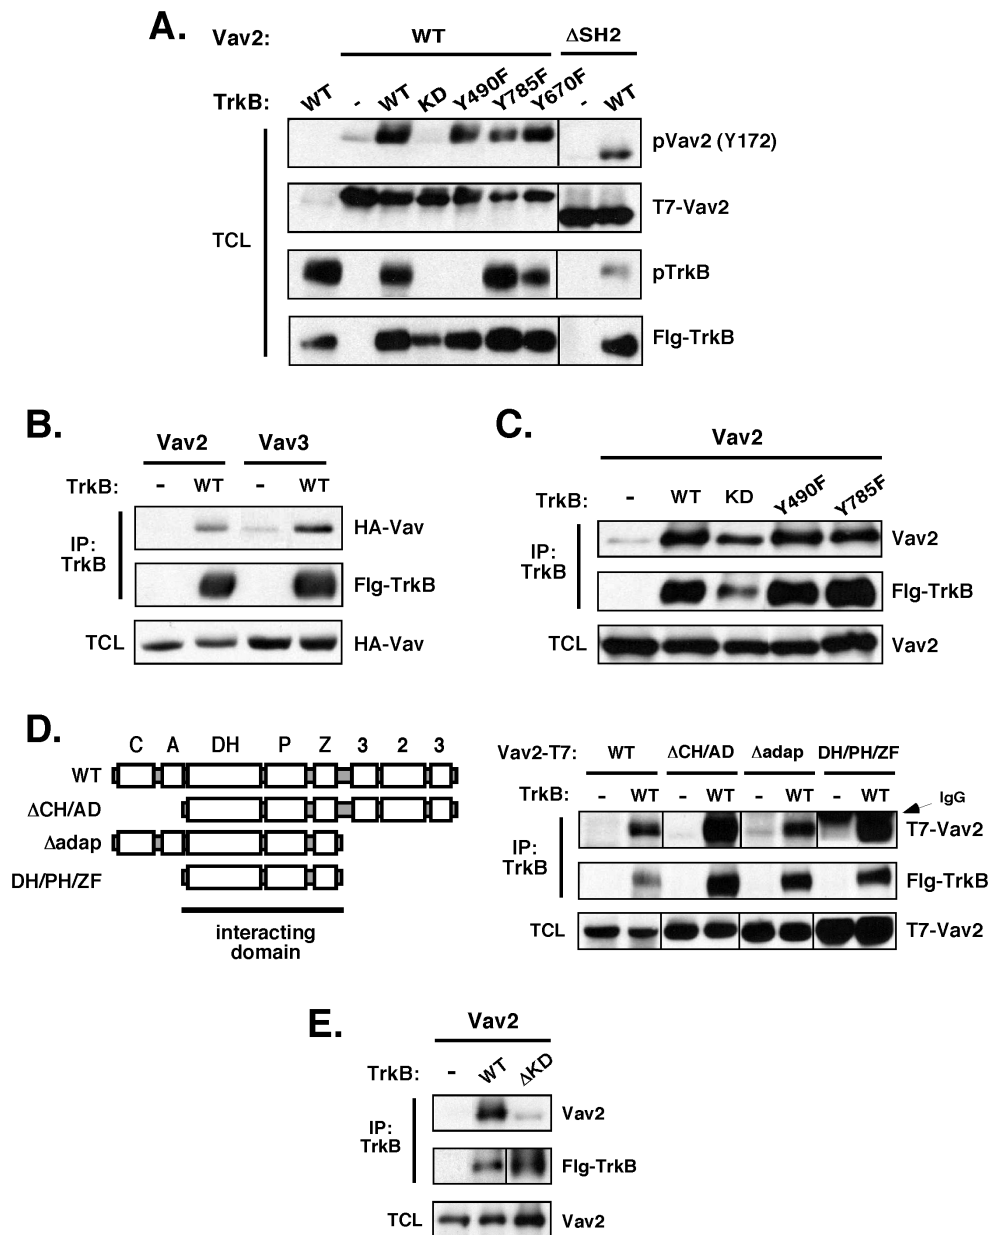 A.
Vav2: WT ΔSH2
TrkB: WT - WT KD Y490F Y785F Y670F - WT
pVav2 (Y172)
T7-Vav2
TCL
pTrkB
Flg-TrkB
B.
Vav2 Vav3
TrkB: - WT - WT
IP: TrkB
HA-Vav
Flg-TrkB
TCL HA-Vav
C.
Vav2
TrkB: - WT KD Y490F Y785F
IP: TrkB
Vav2
Flg-TrkB
TCL Vav2
D.
C A DH P Z 3 2 3
WT
ΔCH/AD
Δadap
DH/PH/ZF
interacting
domain
Vav2-T7: WT ΔCH/AD Δadap DH/PH/ZF
TrkB: - WT - WT - WT - WT
IgG
IP: TrkB
T7-Vav2
Flg-TrkB
TCL T7-Vav2
E.
Vav2
TrkB: - WT ΔKD
IP: TrkB
Vav2
Flg-TrkB
TCL Vav2